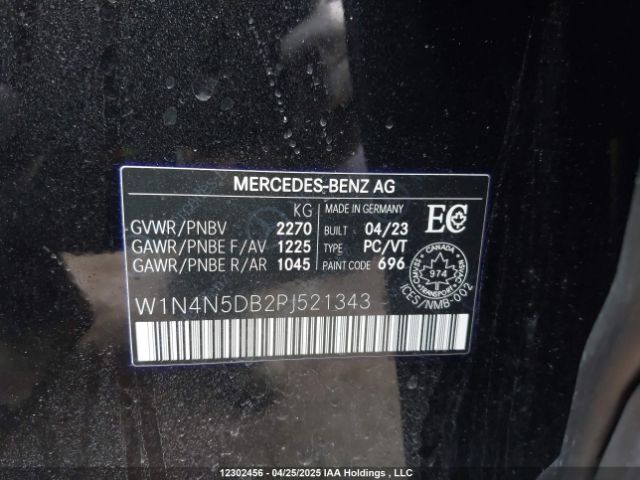 MERCEDES-BENZ AG
KG MADE IN GERMANY EC
GVWR/PNBV 2270 BUILT 04/23
GAWR/PNBE F/AV 1225 TYPE PC/VT
GAWR/PNBE R/AR 1045 PAINT CODE 696
CANADA
974
TRANSPORT
ICES/NMB-002
W1N4N5DB2PJ521343
12302456 - 04/25/2025 IAA Holdings , LLC